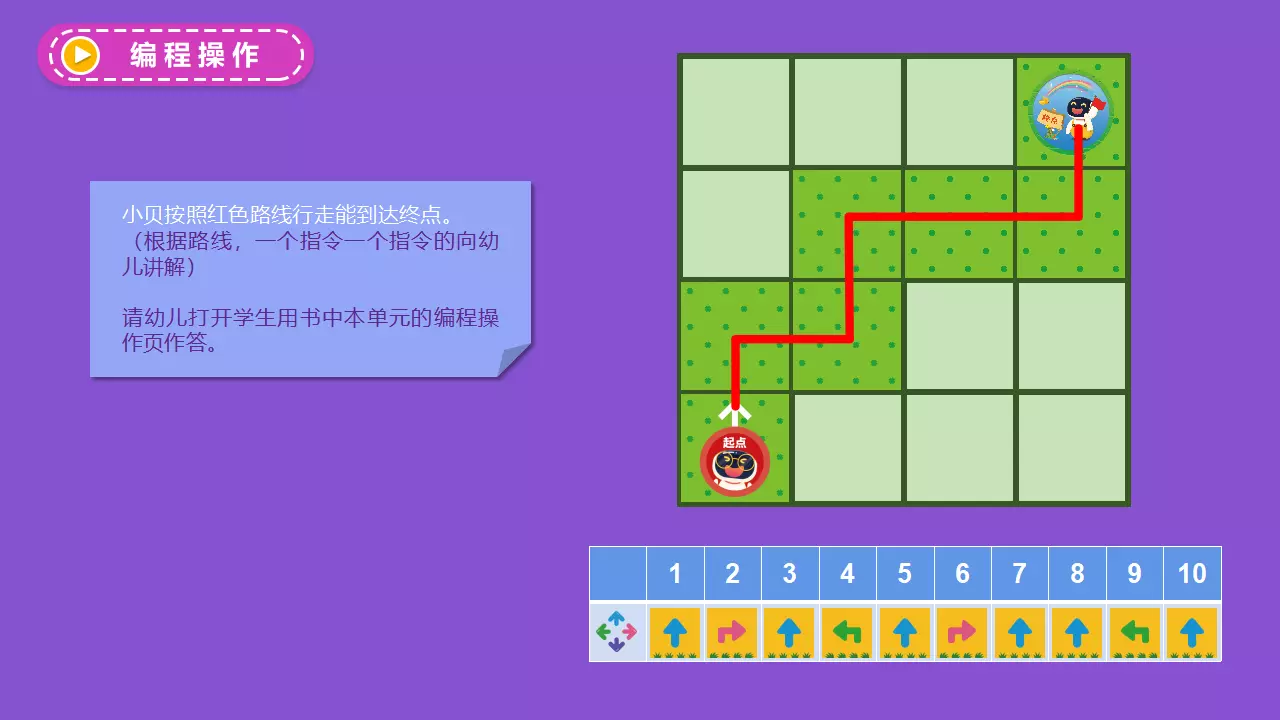 编程操作
小贝按照红色路线行走能到达终点。
（根据路线，一个指令一个指令的向幼
儿讲解）
请幼儿打开学生用书中本单元的编程操
作页作答。
终点
起点
1 2 3 4 5 6 7 8 9 10